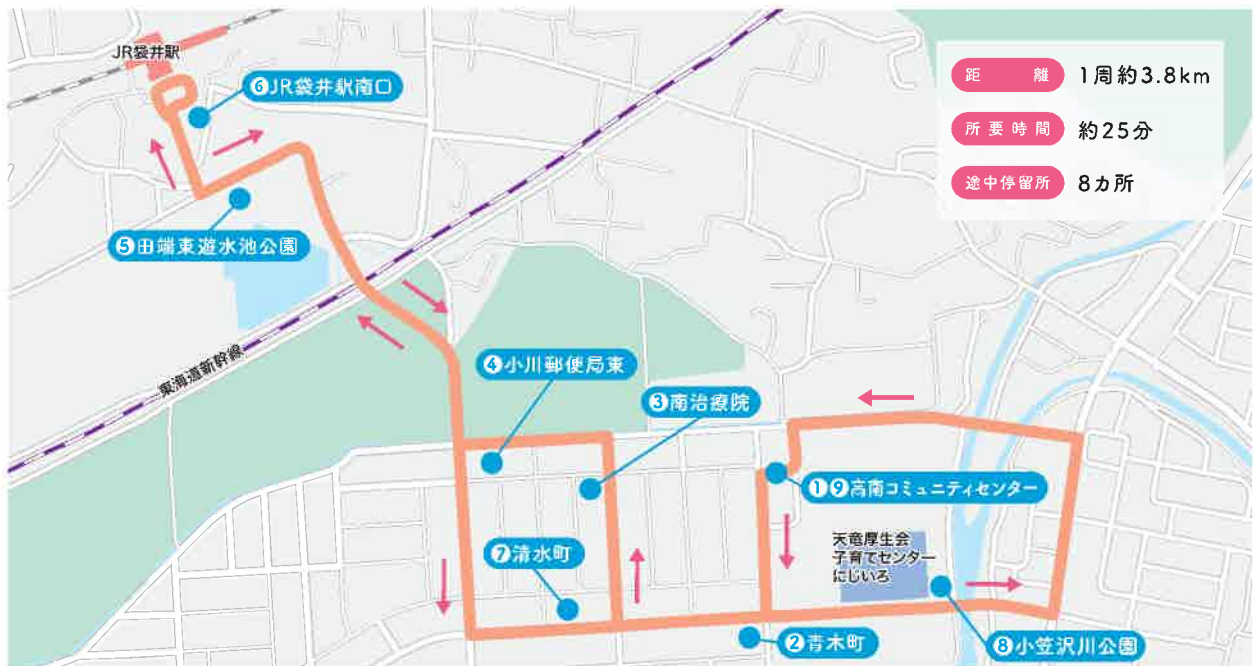 JR袋井駅
❻JR袋井駅南口
距離 1周約3.8km
所要時間 約25分
途中停留所 8カ所
❺田端東遊水池公園
東海道新幹線
❹小川郵便局東
❸南治療院
❶❾高南コミュニティセンター
天竜厚生会
子育てセンター
にじいろ
❼清水町
❷青木町
❽小笠沢川公園